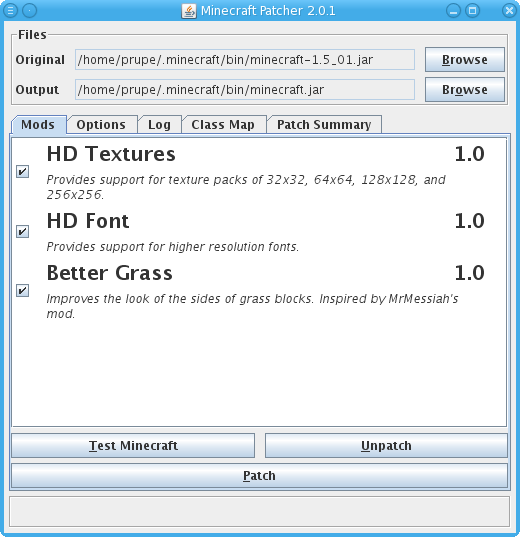 Minecraft Patcher 2.0.1
Files
Original /home/prupe/.minecraft/bin/minecraft-1.5_01.jar Browse
Output /home/prupe/.minecraft/bin/minecraft.jar Browse
Mods Options Log Class Map Patch Summary
HD Textures 1.0
Provides support for texture packs of 32x32, 64x64, 128x128, and
256x256.
HD Font 1.0
Provides support for higher resolution fonts.
Better Grass 1.0
Improves the look of the sides of grass blocks. Inspired by MrMessiah's
mod.
Test Minecraft Unpatch
Patch